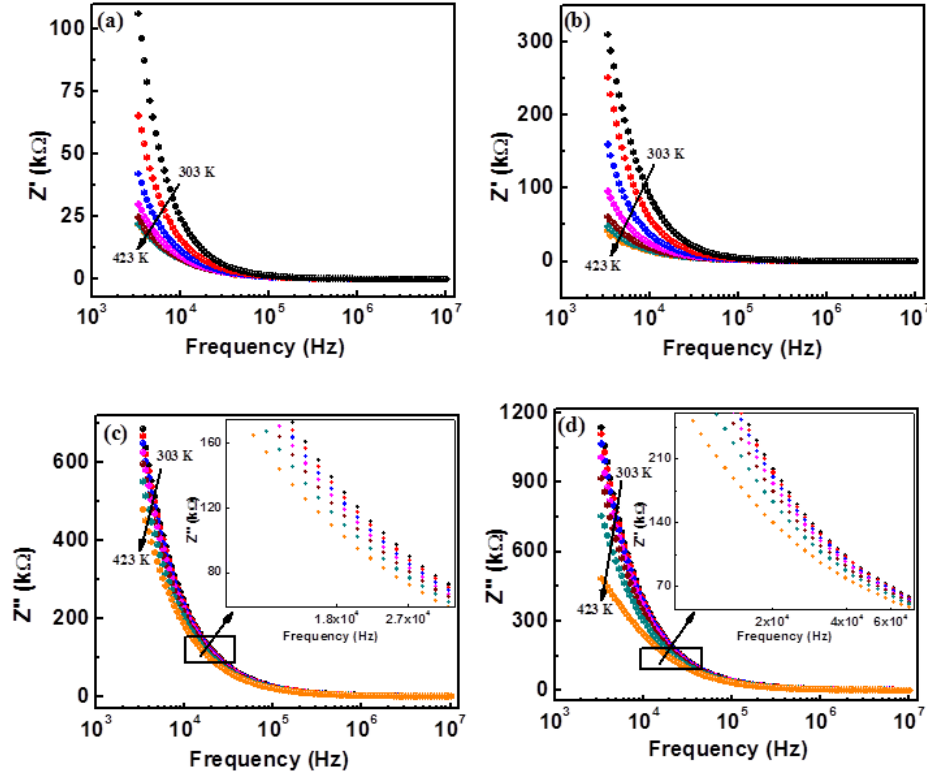 (a)
Z' (kΩ)
100
75
50
25
0
303 K
423 K
10³ 10⁴ 10⁵ 10⁶ 10⁷
Frequency (Hz)
(b)
Z' (kΩ)
300
200
100
0
303 K
423 K
10³ 10⁴ 10⁵ 10⁶ 10⁷
Frequency (Hz)
(c)
Z'' (kΩ)
600
400
200
0
303 K
423 K
Z'' (kΩ)
160
120
80
1.8x10⁴ 2.7x10⁴
Frequency (Hz)
10³ 10⁴ 10⁵ 10⁶ 10⁷
Frequency (Hz)
(d)
Z'' (kΩ)
1200
900
600
300
0
303 K
423 K
Z'' (kΩ)
210
140
70
2x10⁴ 4x10⁴ 6x10⁴
Frequency (Hz)
10³ 10⁴ 10⁵ 10⁶ 10⁷
Frequency (Hz)